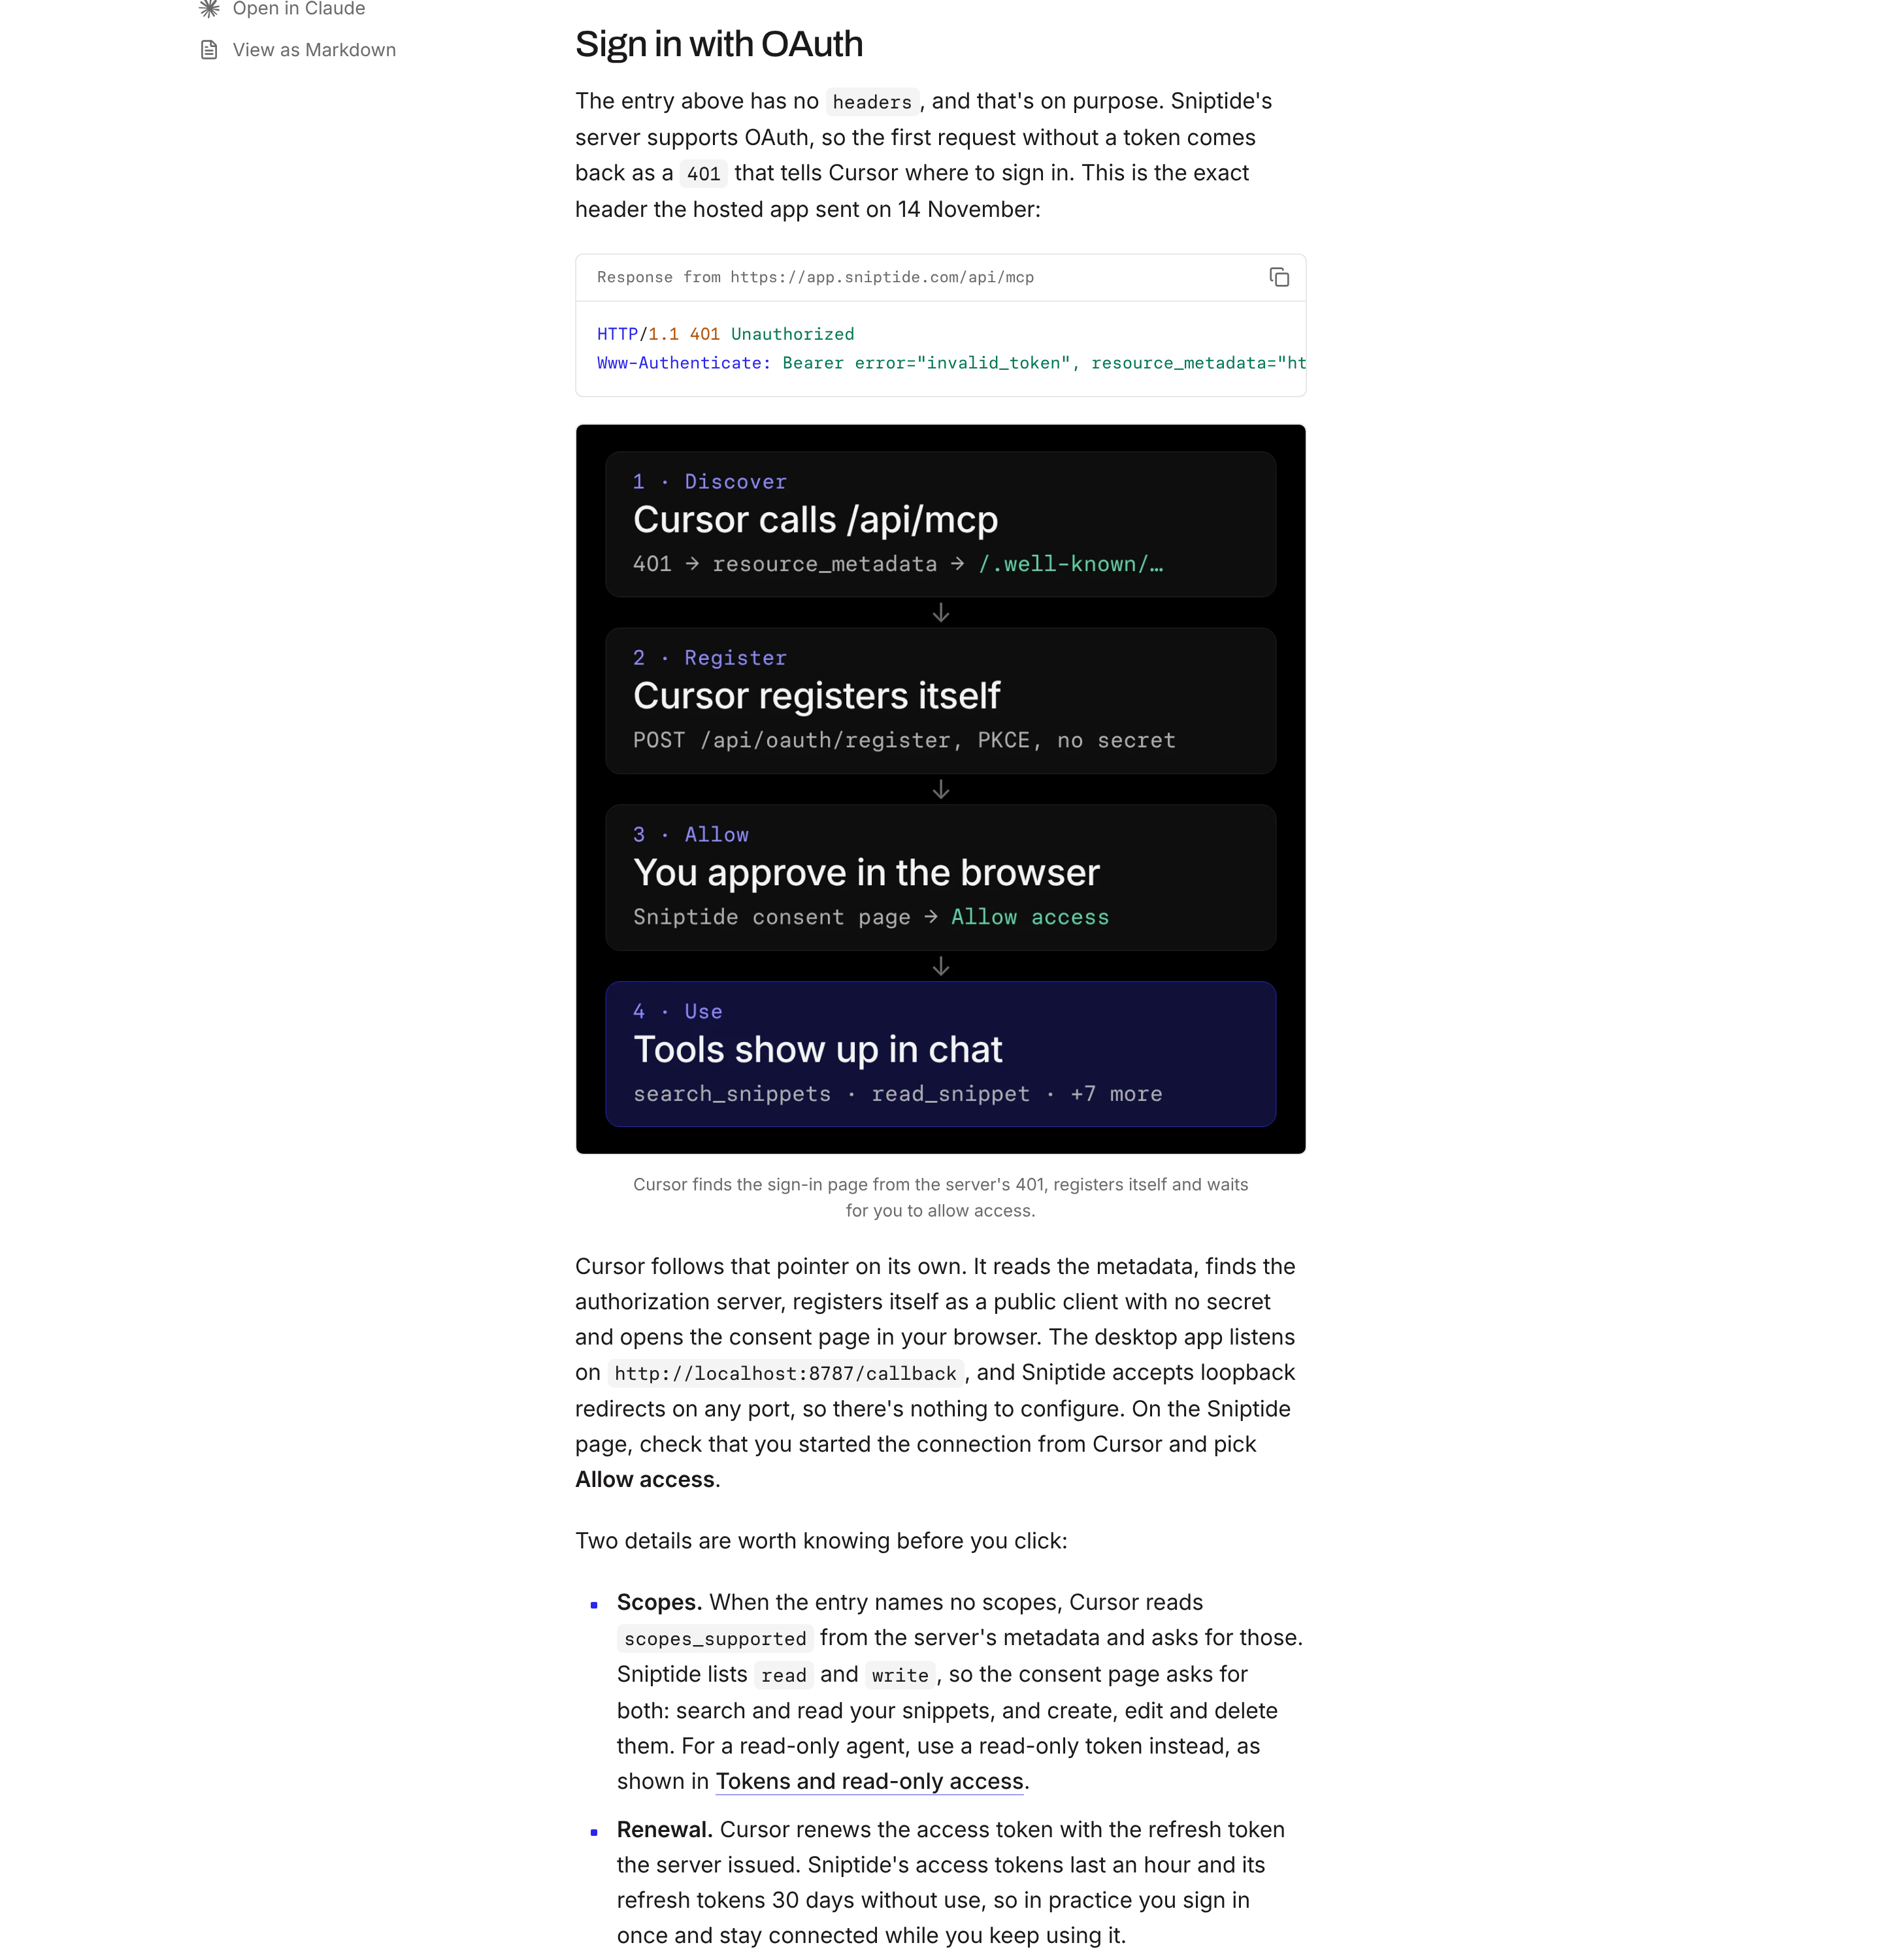 Open in Claude
View as Markdown
Sign in with OAuth
The entry above has no headers, and that's on purpose. Sniptide's
server supports OAuth, so the first request without a token comes
back as a 401 that tells Cursor where to sign in. This is the exact
header the hosted app sent on 14 November:
Response from https://app.sniptide.com/api/mcp
HTTP/1.1 401 Unauthorized
Www-Authenticate: Bearer error="invalid_token", resource_metadata="ht
1 · Discover
Cursor calls /api/mcp
401 → resource_metadata → /.well-known/…
↓
2 · Register
Cursor registers itself
POST /api/oauth/register, PKCE, no secret
↓
3 · Allow
You approve in the browser
Sniptide consent page → Allow access
↓
4 · Use
Tools show up in chat
search_snippets · read_snippet · +7 more
Cursor finds the sign-in page from the server's 401, registers itself and waits
for you to allow access.
Cursor follows that pointer on its own. It reads the metadata, finds the
authorization server, registers itself as a public client with no secret
and opens the consent page in your browser. The desktop app listens
on http://localhost:8787/callback, and Sniptide accepts loopback
redirects on any port, so there's nothing to configure. On the Sniptide
page, check that you started the connection from Cursor and pick
Allow access.
Two details are worth knowing before you click:
▪ Scopes. When the entry names no scopes, Cursor reads
scopes_supported from the server's metadata and asks for those.
Sniptide lists read and write, so the consent page asks for
both: search and read your snippets, and create, edit and delete
them. For a read-only agent, use a read-only token instead, as
shown in Tokens and read-only access.
▪ Renewal. Cursor renews the access token with the refresh token
the server issued. Sniptide's access tokens last an hour and its
refresh tokens 30 days without use, so in practice you sign in
once and stay connected while you keep using it.